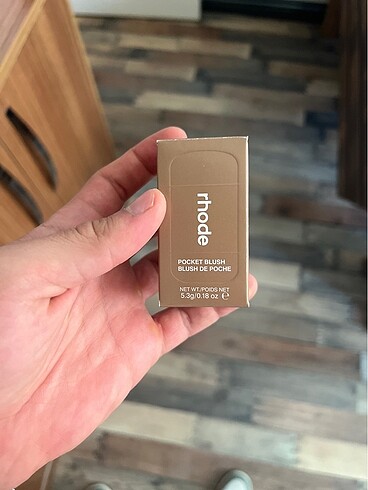 rhode
POCKET BLUSH
BLUSH DE POCHE
NET WT./POIDS NET
5.3g/0.18 oz ℮